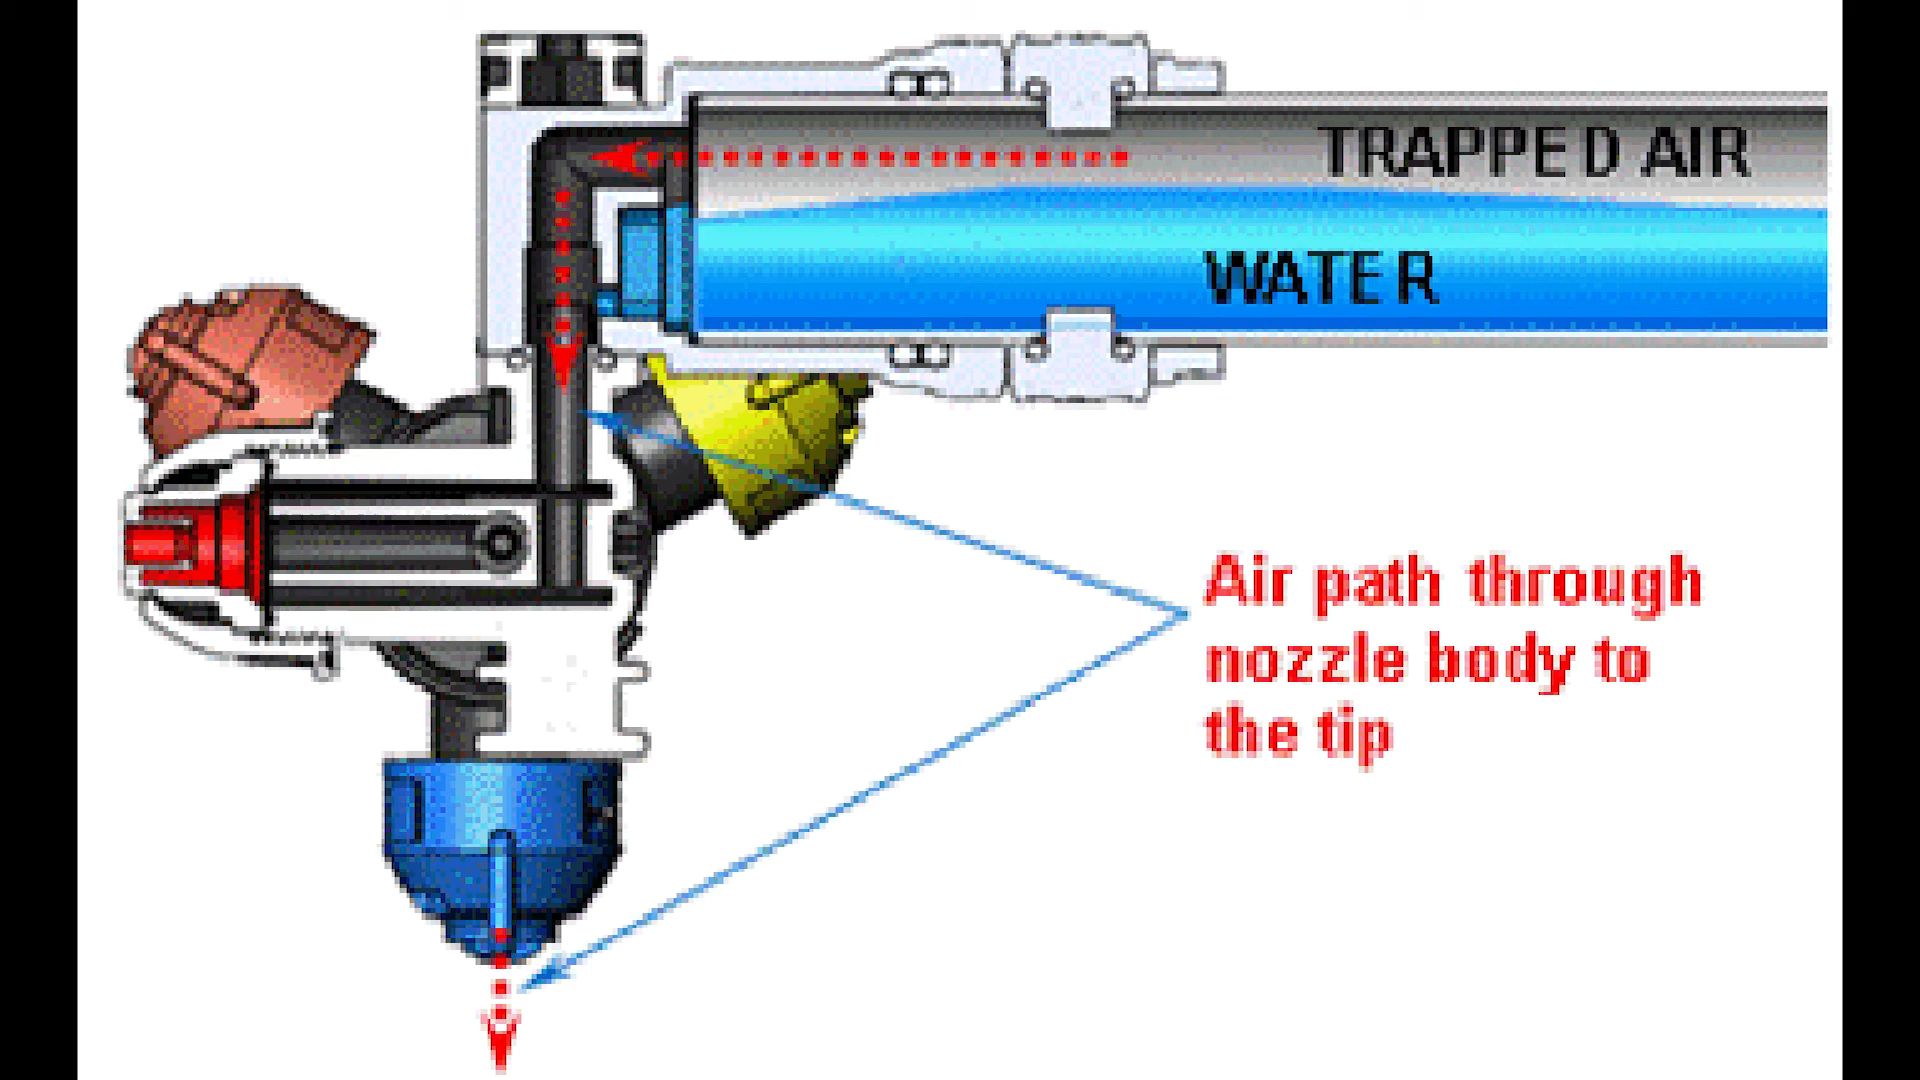 TRAPPED AIR
WATER
Air path through
nozzle body to
the tip